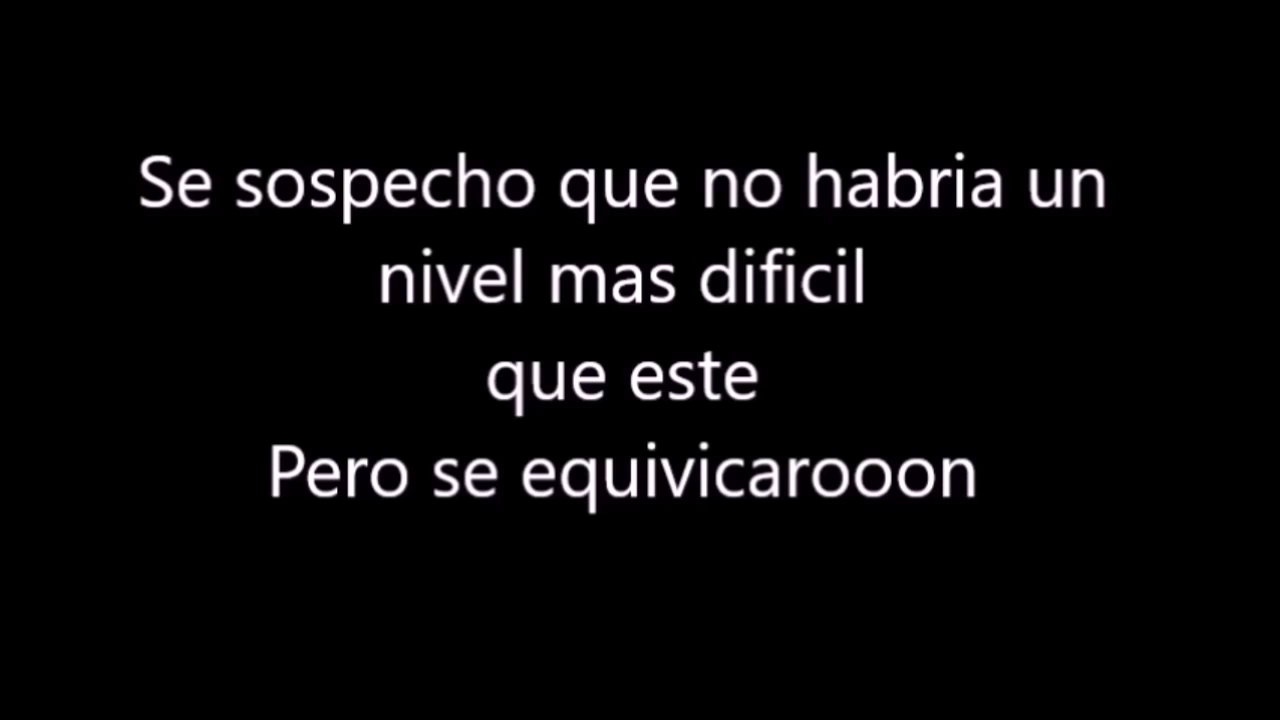 Se sospecho que no habria un
nivel mas dificil
que este
Pero se equivicarooon